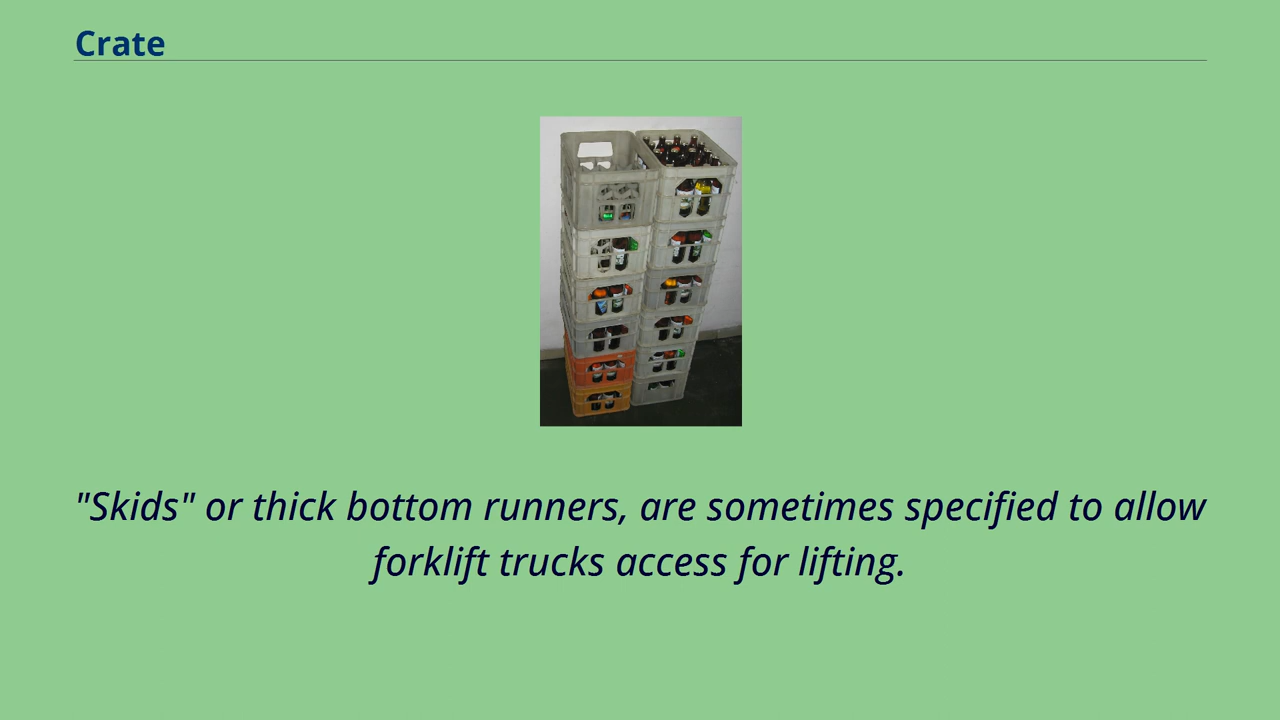 Crate
"Skids" or thick bottom runners, are sometimes specified to allow
forklift trucks access for lifting.